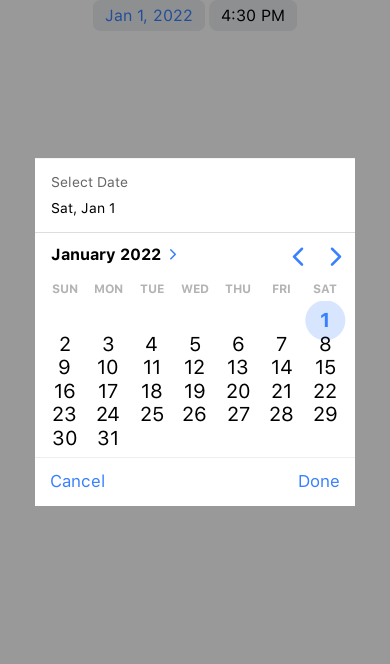 Jan 1, 2022 4:30 PM
Select Date
Sat, Jan 1
January 2022
SUN MON TUE WED THU FRI SAT
1
2 3 4 5 6 7 8
9 10 11 12 13 14 15
16 17 18 19 20 21 22
23 24 25 26 27 28 29
30 31
Cancel Done